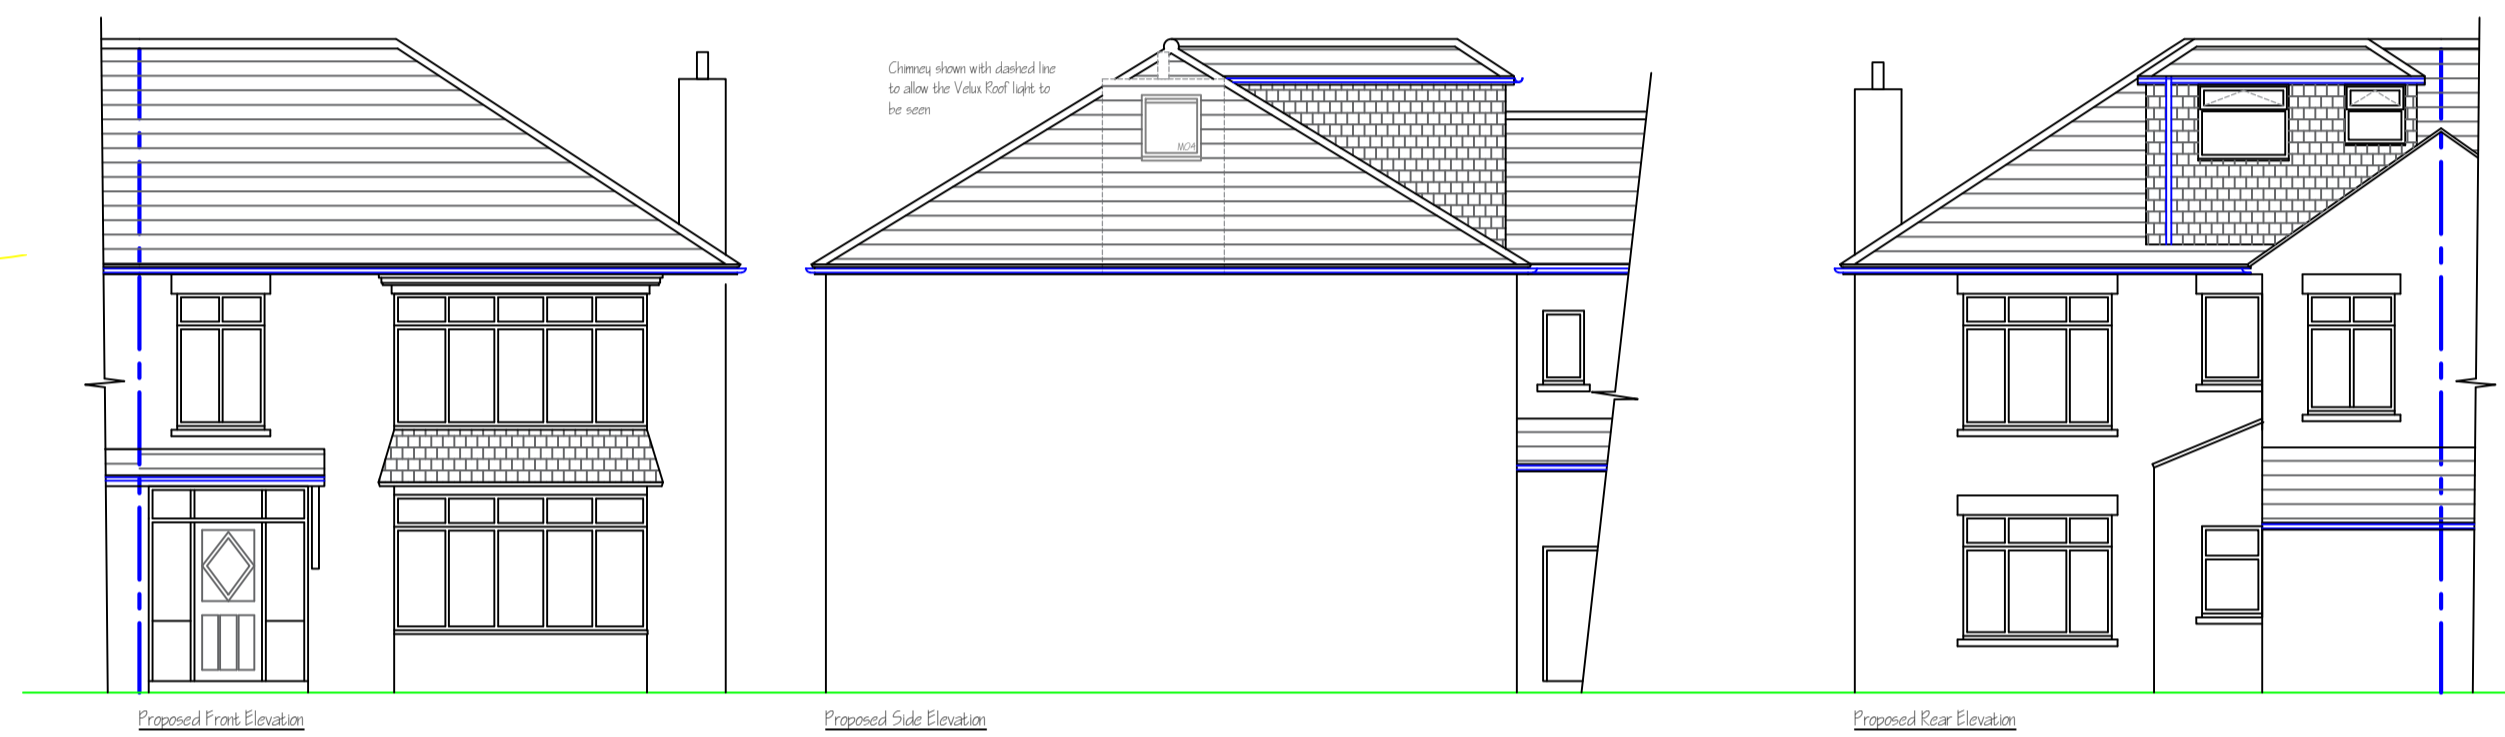 Chimney shown with dashed line
to allow the Velux Roof light to
be seen
M04
Proposed Front Elevation
Proposed Side Elevation
Proposed Rear Elevation